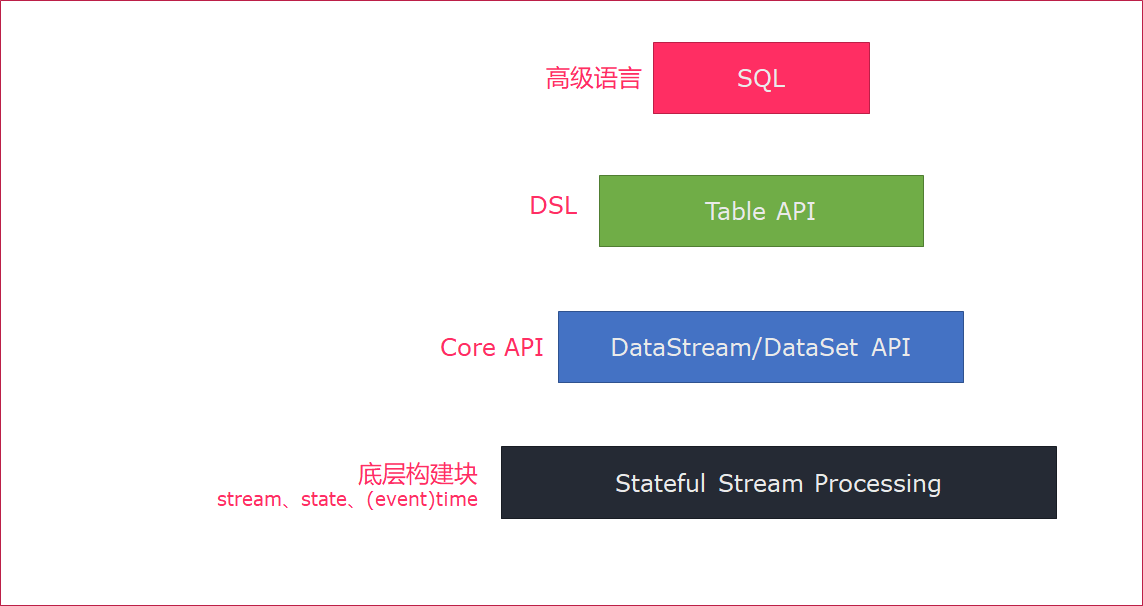 高级语言
SQL
DSL
Table API
Core API
DataStream/DataSet API
底层构建块
stream、state、(event)time
Stateful Stream Processing